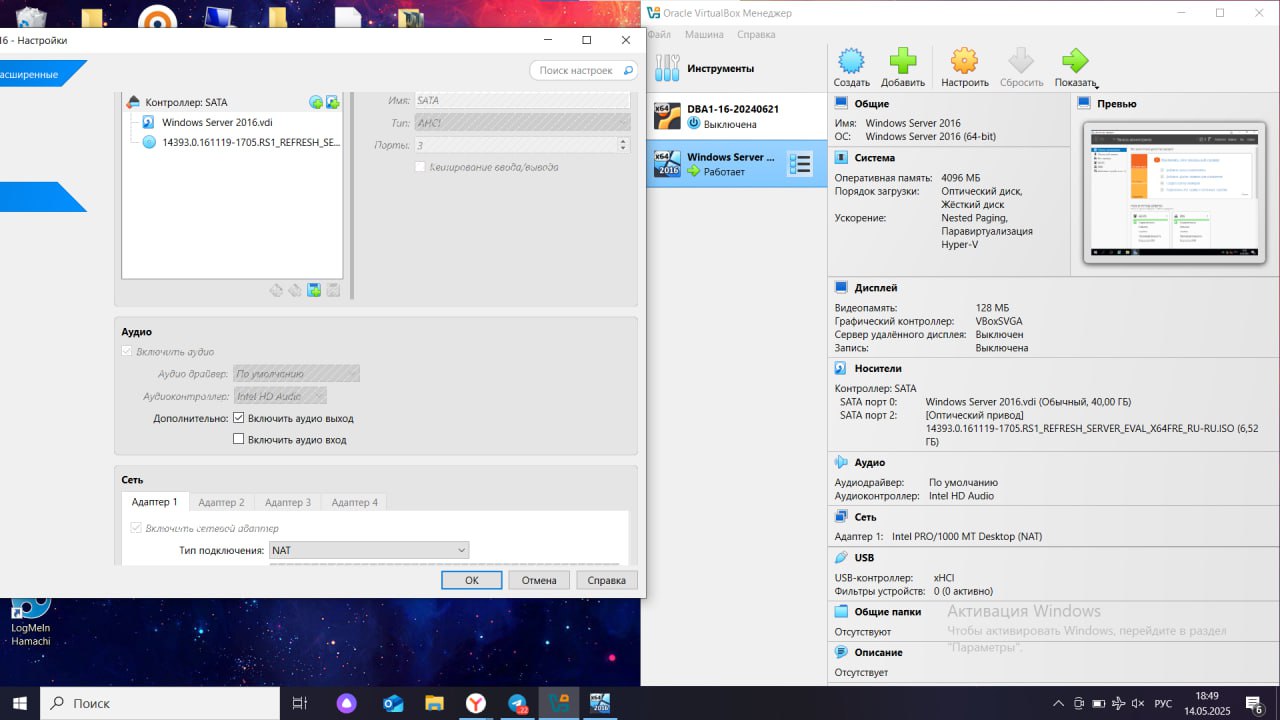 16 - Настройки
асширенные
Поиск настроек
Контроллер: SATA
Windows Server 2016.vdi
14393.0.161119-1705.RS1_REFRESH_SE...
Имя: SATA
Тип: AHCI
Порты:
Кэширование ввода/вывода
Аудио
Включить аудио
Аудио драйвер: По умолчанию
Аудиоконтроллер: Intel HD Audio
Дополнительно: Включить аудио выход
Включить аудио вход
Сеть
Адаптер 1 Адаптер 2 Адаптер 3 Адаптер 4
Включить сетевой адаптер
Тип подключения: NAT
ОК Отмена Справка
LogMeIn
Hamachi
Oracle VirtualBox Менеджер
Файл Машина Справка
Инструменты
Создать Добавить Настроить Сбросить Показать
DBA1-16-20240621
Выключена
Windows Server ...
Работает
Общие
Имя: Windows Server 2016
ОС: Windows Server 2016 (64-bit)
Превью
Система
Оперативная память: 4096 МБ
Порядок загрузки: Оптический диск,
Жёсткий диск
Ускорение: Nested Paging,
Паравиртуализация
Hyper-V
Дисплей
Видеопамять: 128 МБ
Графический контроллер: VBoxSVGA
Сервер удалённого дисплея: Выключен
Запись: Выключена
Носители
Контроллер: SATA
SATA порт 0: Windows Server 2016.vdi (Обычный, 40,00 ГБ)
SATA порт 2: [Оптический привод]
14393.0.161119-1705.RS1_REFRESH_SERVER_EVAL_X64FRE_RU-RU.ISO (6,52
ГБ)
Аудио
Аудиодрайвер: По умолчанию
Аудиоконтроллер: Intel HD Audio
Сеть
Адаптер 1: Intel PRO/1000 MT Desktop (NAT)
USB
USB-контроллер: xHCI
Фильтры устройств: 0 (0 активно)
Общие папки
Отсутствуют
Описание
Отсутствует
Активация Windows
Чтобы активировать Windows, перейдите в раздел
"Параметры".
Поиск
22
2016
РУС
18:49
14.05.2025
6